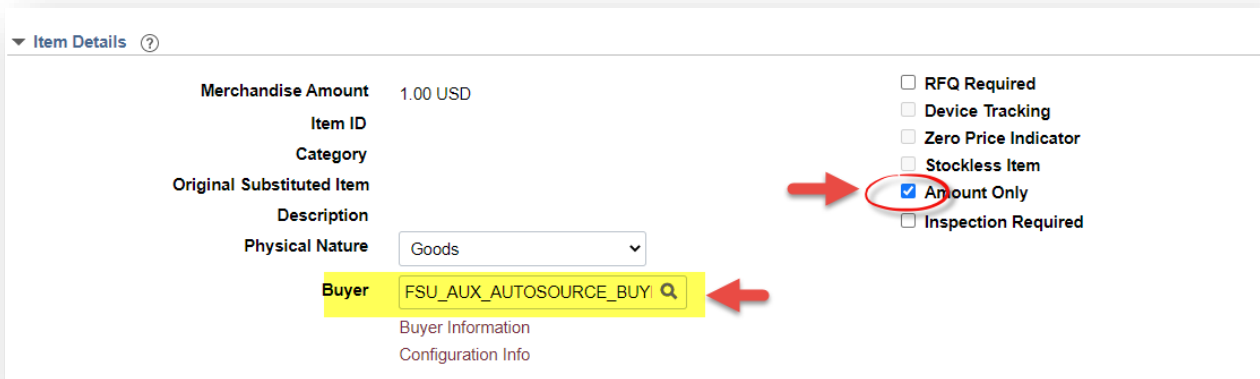 Item Details ?
Merchandise Amount 1.00 USD
Item ID
Category
Original Substituted Item
Description
Physical Nature Goods
Buyer FSU_AUX_AUTOSOURCE_BUY
Buyer Information
Configuration Info
RFQ Required
Device Tracking
Zero Price Indicator
Stockless Item
Amount Only
Inspection Required